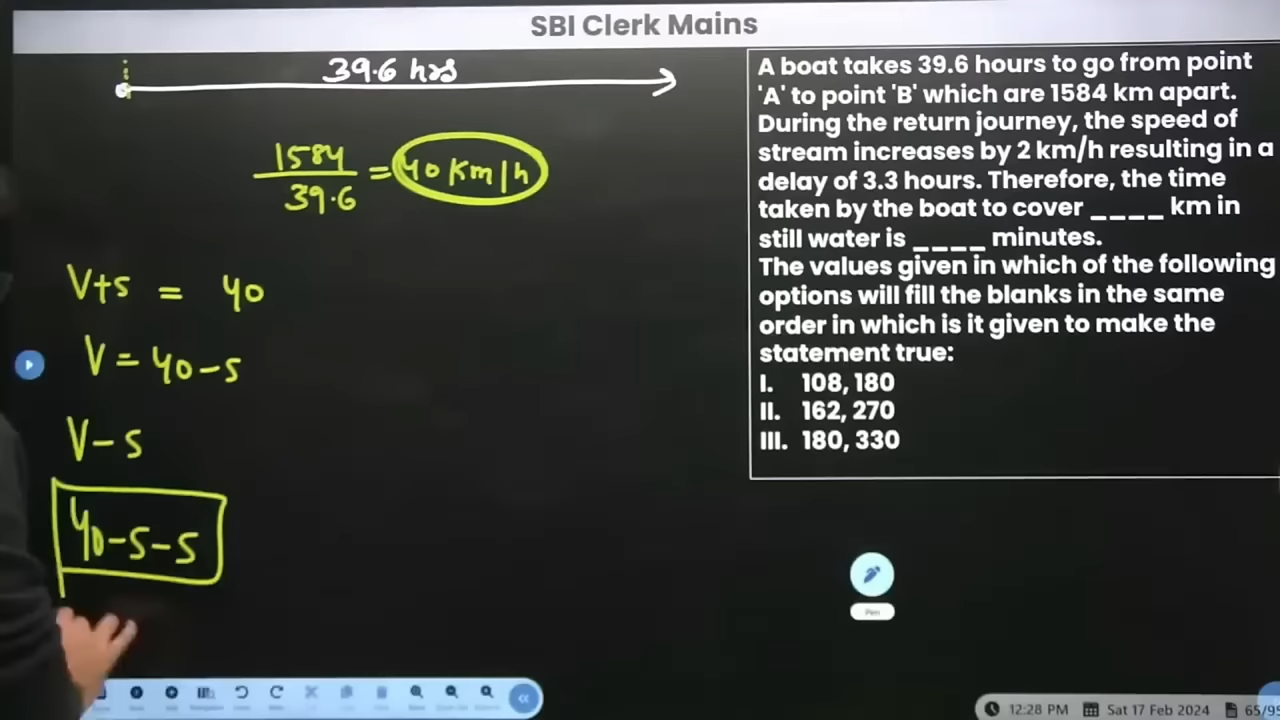 SBI Clerk Mains
39.6 hrs
1584
39.6
= 40 Km/h
V+S = 40
V = 40-S
V-S
40-S-S
A boat takes 39.6 hours to go from point
'A' to point 'B' which are 1584 km apart.
During the return journey, the speed of
stream increases by 2 km/h resulting in a
delay of 3.3 hours. Therefore, the time
taken by the boat to cover ____ km in
still water is ____ minutes.
The values given in which of the following
options will fill the blanks in the same
order in which is it given to make the
statement true:
I. 108, 180
II. 162, 270
III. 180, 330
Pen
12:28 PM Sat 17 Feb 2024 65/95